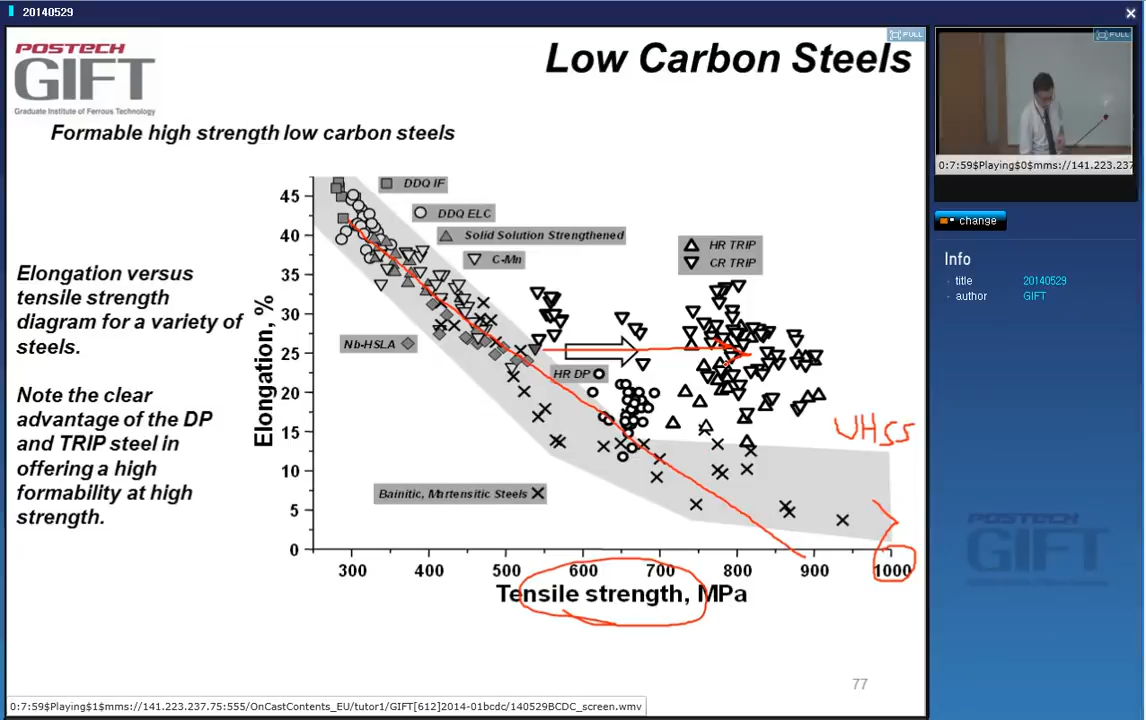 20140529
POSTECH
GIFT
Graduate Institute of Ferrous Technology
Low Carbon Steels
FULL
Formable high strength low carbon steels
Elongation versus
tensile strength
diagram for a variety of
steels.
Note the clear
advantage of the DP
and TRIP steel in
offering a high
formability at high
strength.
Elongation, %
45
40
35
30
25
20
15
10
5
0
DDQ IF
DDQ ELC
Solid Solution Strengthened
C-Mn
HR TRIP
CR TRIP
Nb-HSLA
HR DP
UHSS
Bainitic, Martensitic Steels
300 400 500 600 700 800 900 1000
Tensile strength, MPa
77
0:7:59$Playing$1$mms://141.223.237.75:555/OnCastContents_EU/tutor1/GIFT[612]2014-01bcdc/140529BCDC_screen.wmv
FULL
0:7:59$Playing$0$mms://141.223.237
change
Info
title 20140529
author GIFT
POSTECH
GIFT